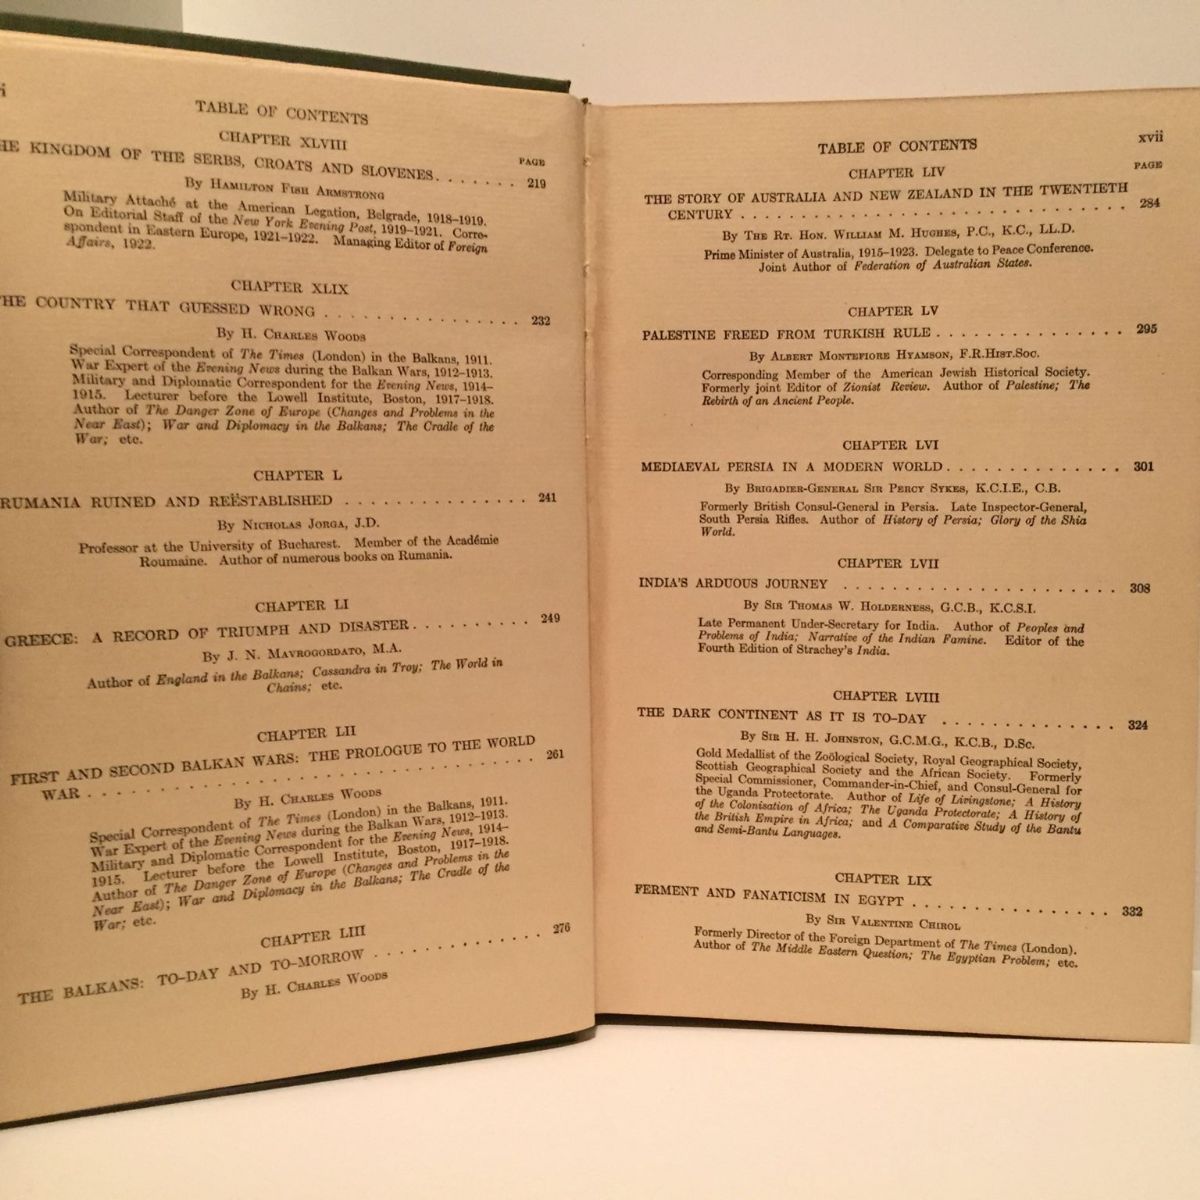 i
TABLE OF CONTENTS
CHAPTER XLVIII
PAGE
HE KINGDOM OF THE SERBS, CROATS AND SLOVENES . . . . . . . 219
By Hamilton Fish Armstrong
Military Attaché at the American Legation, Belgrade, 1918–1919.
On Editorial Staff of the New York Evening Post, 1919–1921. Corre-
spondent in Eastern Europe, 1921–1922. Managing Editor of Foreign
Affairs, 1922.
CHAPTER XLIX
HE COUNTRY THAT GUESSED WRONG . . . . . . . . . . . . . . . 232
By H. Charles Woods
Special Correspondent of The Times (London) in the Balkans, 1911.
War Expert of the Evening News during the Balkan Wars, 1912–1913.
Military and Diplomatic Correspondent for the Evening News, 1914–
1915. Lecturer before the Lowell Institute, Boston, 1917–1918.
Author of The Danger Zone of Europe (Changes and Problems in the
Near East); War and Diplomacy in the Balkans; The Cradle of the
War; etc.
CHAPTER L
RUMANIA RUINED AND REËSTABLISHED . . . . . . . . . . . . . . 241
By Nicholas Jorga, J.D.
Professor at the University of Bucharest. Member of the Académie
Roumaine. Author of numerous books on Rumania.
CHAPTER LI
GREECE: A RECORD OF TRIUMPH AND DISASTER . . . . . . . . . . 249
By J. N. Mavrogordato, M.A.
Author of England in the Balkans; Cassandra in Troy; The World in
Chains; etc.
CHAPTER LII
FIRST AND SECOND BALKAN WARS: THE PROLOGUE TO THE WORLD
WAR . . . . . . . . . . . . . . . . . . . . . . . . . . . . 261
By H. Charles Woods
Special Correspondent of The Times (London) in the Balkans, 1911.
War Expert of the Evening News during the Balkan Wars, 1912–1913.
Military and Diplomatic Correspondent for the Evening News, 1914–
1915. Lecturer before the Lowell Institute, Boston, 1917–1918.
Author of The Danger Zone of Europe (Changes and Problems in the
Near East); War and Diplomacy in the Balkans; The Cradle of the
War; etc.
CHAPTER LIII
THE BALKANS: TO-DAY AND TO-MORROW . . . . . . . . . . . . 276
By H. Charles Woods
TABLE OF CONTENTS xvii
CHAPTER LIV
PAGE
THE STORY OF AUSTRALIA AND NEW ZEALAND IN THE TWENTIETH
CENTURY . . . . . . . . . . . . . . . . . . . . . . . . . . 284
By The Rt. Hon. William M. Hughes, P.C., K.C., LL.D.
Prime Minister of Australia, 1915–1923. Delegate to Peace Conference.
Joint Author of Federation of Australian States.
CHAPTER LV
PALESTINE FREED FROM TURKISH RULE . . . . . . . . . . . . . 295
By Albert Montefiore Hyamson, F.R.Hist.Soc.
Corresponding Member of the American Jewish Historical Society.
Formerly joint Editor of Zionist Review. Author of Palestine; The
Rebirth of an Ancient People.
CHAPTER LVI
MEDIAEVAL PERSIA IN A MODERN WORLD . . . . . . . . . . . . 301
By Brigadier-General Sir Percy Sykes, K.C.I.E., C.B.
Formerly British Consul-General in Persia. Late Inspector-General,
South Persia Rifles. Author of History of Persia; Glory of the Shia
World.
CHAPTER LVII
INDIA'S ARDUOUS JOURNEY . . . . . . . . . . . . . . . . . . 308
By Sir Thomas W. Holderness, G.C.B., K.C.S.I.
Late Permanent Under-Secretary for India. Author of Peoples and
Problems of India; Narrative of the Indian Famine. Editor of the
Fourth Edition of Strachey's India.
CHAPTER LVIII
THE DARK CONTINENT AS IT IS TO-DAY . . . . . . . . . . . . 324
By Sir H. H. Johnston, G.C.M.G., K.C.B., D.Sc.
Gold Medallist of the Zoölogical Society, Royal Geographical Society,
Scottish Geographical Society and the African Society. Formerly
Special Commissioner, Commander-in-Chief, and Consul-General for
the Uganda Protectorate. Author of Life of Livingstone; A History
of the Colonisation of Africa; The Uganda Protectorate; A History of
the British Empire in Africa; and A Comparative Study of the Bantu
and Semi-Bantu Languages.
CHAPTER LIX
FERMENT AND FANATICISM IN EGYPT . . . . . . . . . . . . . . 332
By Sir Valentine Chirol
Formerly Director of the Foreign Department of The Times (London).
Author of The Middle Eastern Question; The Egyptian Problem; etc.